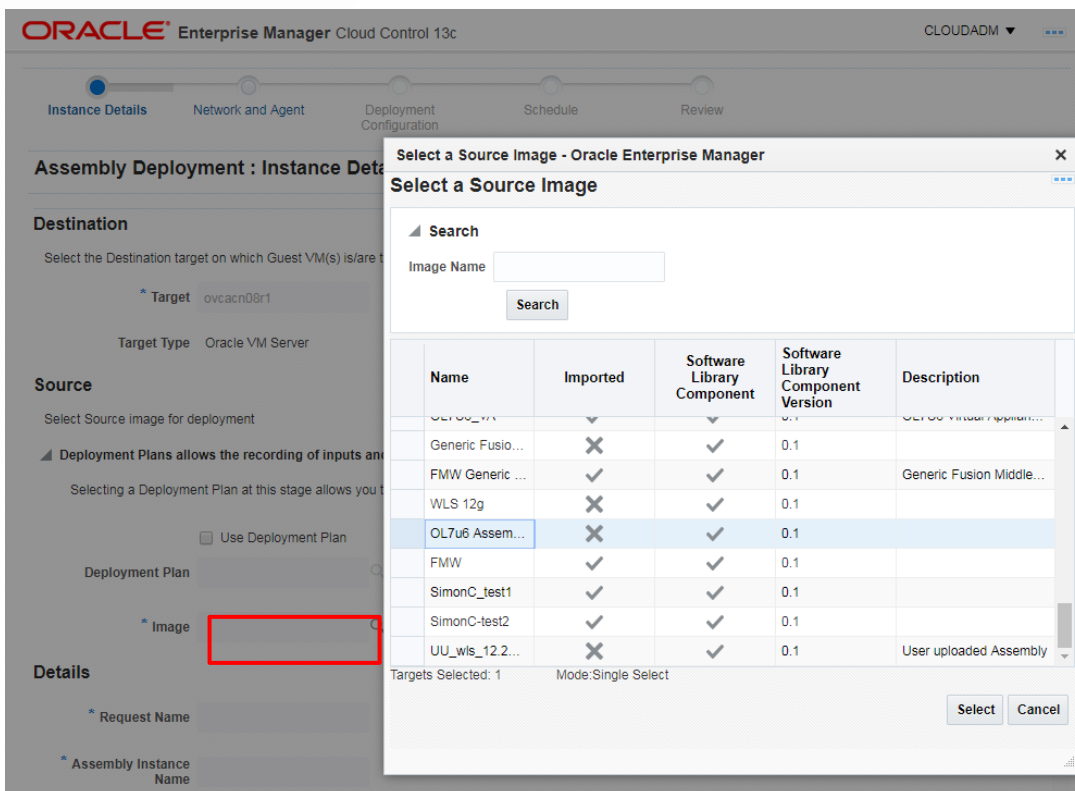 ORACLE Enterprise Manager Cloud Control 13c
CLOUDADM
Instance Details
Network and Agent
Deployment
Configuration
Schedule
Review
Assembly Deployment : Instance Deta
Destination
Select the Destination target on which Guest VM(s) is/are t
* Target ovcacn08r1
Target Type Oracle VM Server
Source
Select Source image for deployment
Deployment Plans allows the recording of inputs and
Selecting a Deployment Plan at this stage allows you t
Use Deployment Plan
Deployment Plan
* Image
Details
* Request Name
* Assembly Instance
Name
Select a Source Image - Oracle Enterprise Manager
Select a Source Image
Search
Image Name
Search
Name Imported Software Library Component Software Library Component Version Description
Generic Fusio... 0.1
FMW Generic ... 0.1 Generic Fusion Middle...
WLS 12g 0.1
OL7u6 Assem... 0.1
FMW 0.1
SimonC_test1 0.1
SimonC-test2 0.1
UU_wls_12.2... 0.1 User uploaded Assembly
Targets Selected: 1 Mode:Single Select
Select Cancel